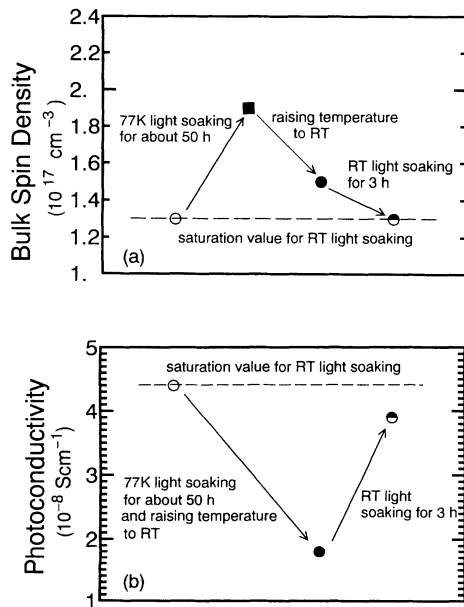 2.4
2.2
2.0
1.8
1.6
1.4
1.2
1.
Bulk Spin Density
(10 17 cm −3)
77K light soaking
for about 50 h
raising temperature
to RT
RT light soaking
for 3 h
saturation value for RT light soaking
(a)
5
4
3
2
1
Photoconductivity
(10−8 Scm−1)
saturation value for RT light soaking
77K light soaking
for about 50 h
and raising temperature
to RT
RT light
soaking for 3 h
(b)